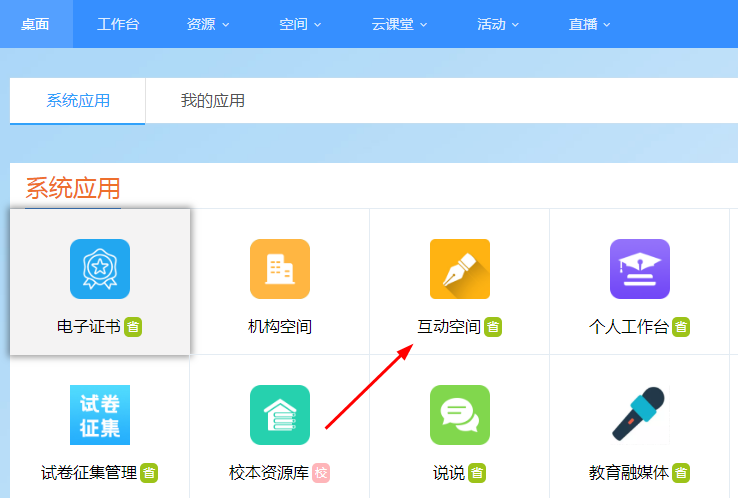 桌面 工作台 资源 空间 云课堂 活动 直播
系统应用 我的应用
系统应用
电子证书 省 机构空间 互动空间 省 个人工作台 省
试卷
征集
试卷征集管理 省 校本资源库 校 说说 省 教育融媒体 省